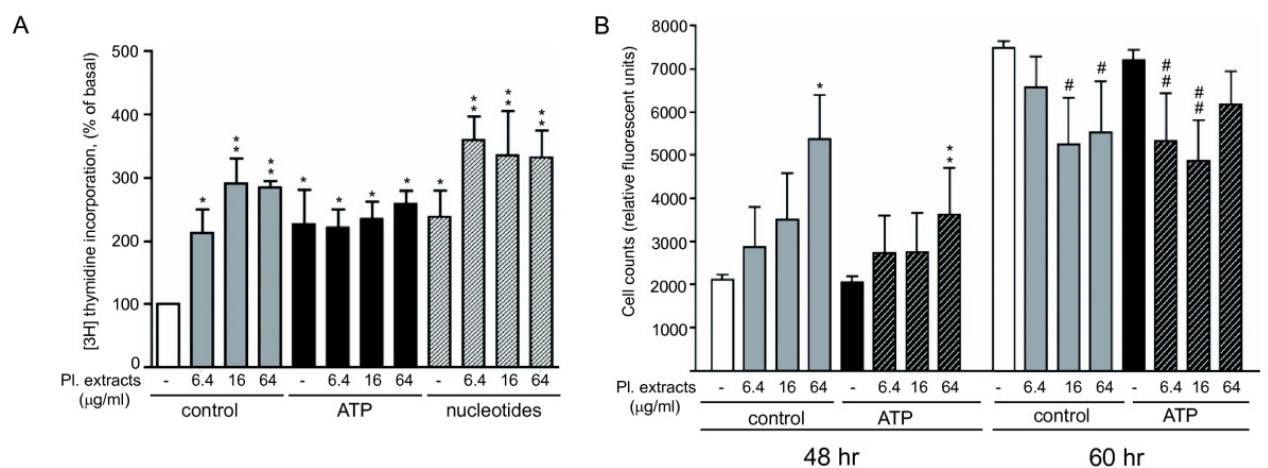 A
[3H] thymidine incorporation, (% of basal)
500
400
300
200
100
0
* ** ** * * * * * ** ** **
Pl. extracts
(μg/ml)
- 6.4 16 64 - 6.4 16 64 - 6.4 16 64
control ATP nucleotides
B
Cell counts (relative fluorescent units)
8000
7000
6000
5000
4000
3000
2000
1000
* ** # # ## ##
Pl. extracts
(μg/ml)
- 6.4 16 64 - 6.4 16 64 - 6.4 16 64 - 6.4 16 64
control ATP control ATP
48 hr 60 hr